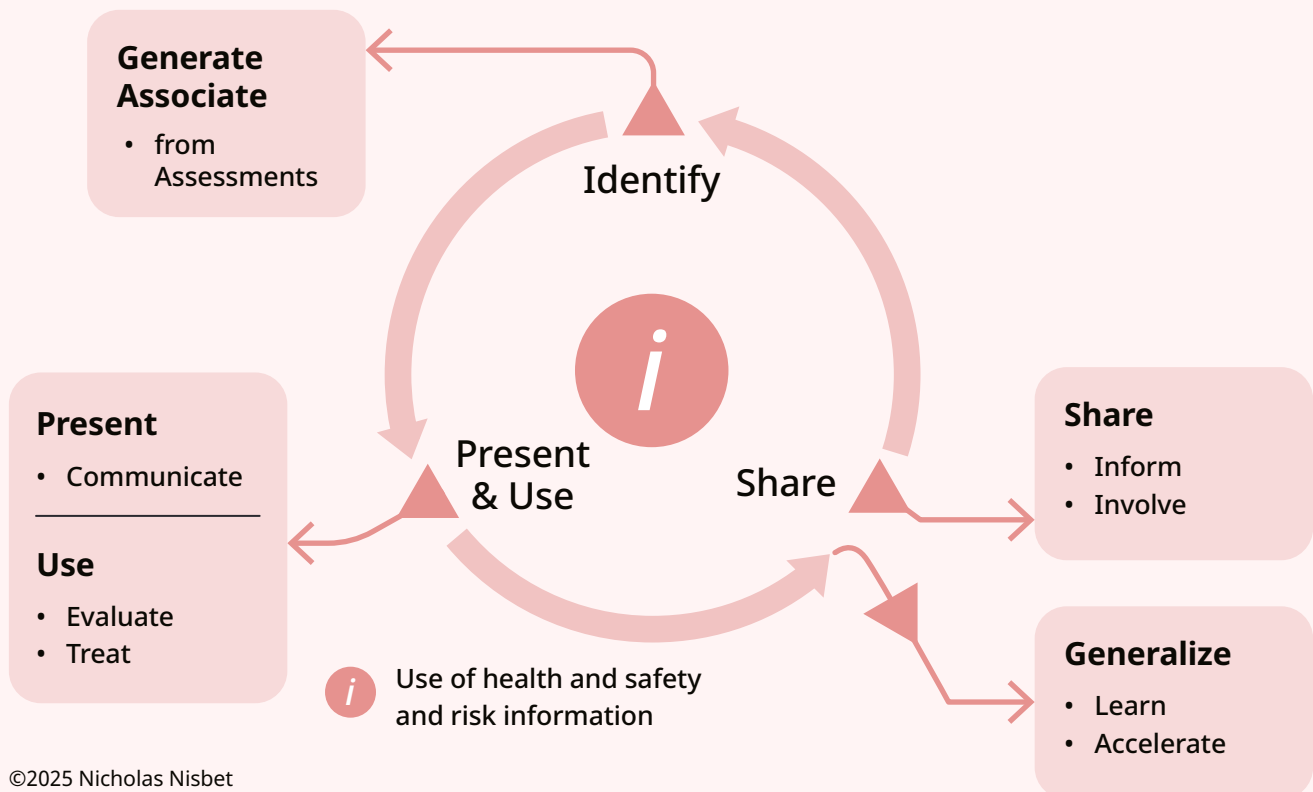 Generate
Associate
• from
Assessments
Identify
i
Present
& Use
Share
Present
• Communicate
Use
• Evaluate
• Treat
Share
• Inform
• Involve
Generalize
• Learn
• Accelerate
i
Use of health and safety
and risk information
©2025 Nicholas Nisbet